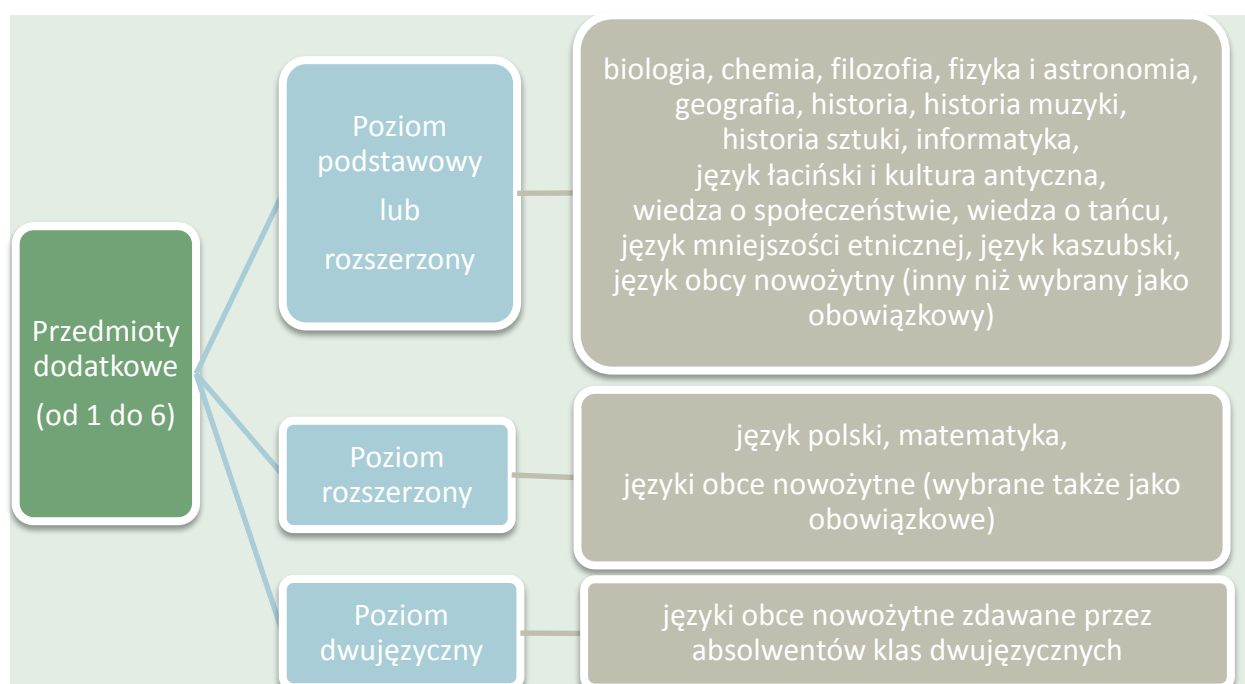 Przedmioty
dodatkowe
(od 1 do 6)
Poziom
podstawowy
lub
rozszerzony
biologia, chemia, filozofia, fizyka i astronomia,
geografia, historia, historia muzyki,
historia sztuki, informatyka,
język łaciński i kultura antyczna,
wiedza o społeczeństwie, wiedza o tańcu,
język mniejszości etnicznej, język kaszubski,
język obcy nowożytny (inny niż wybrany jako
obowiązkowy)
Poziom
rozszerzony
język polski, matematyka,
języki obce nowożytne (wybrane także jako
obowiązkowe)
Poziom
dwujęzyczny
języki obce nowożytne zdawane przez
absolwentów klas dwujęzycznych